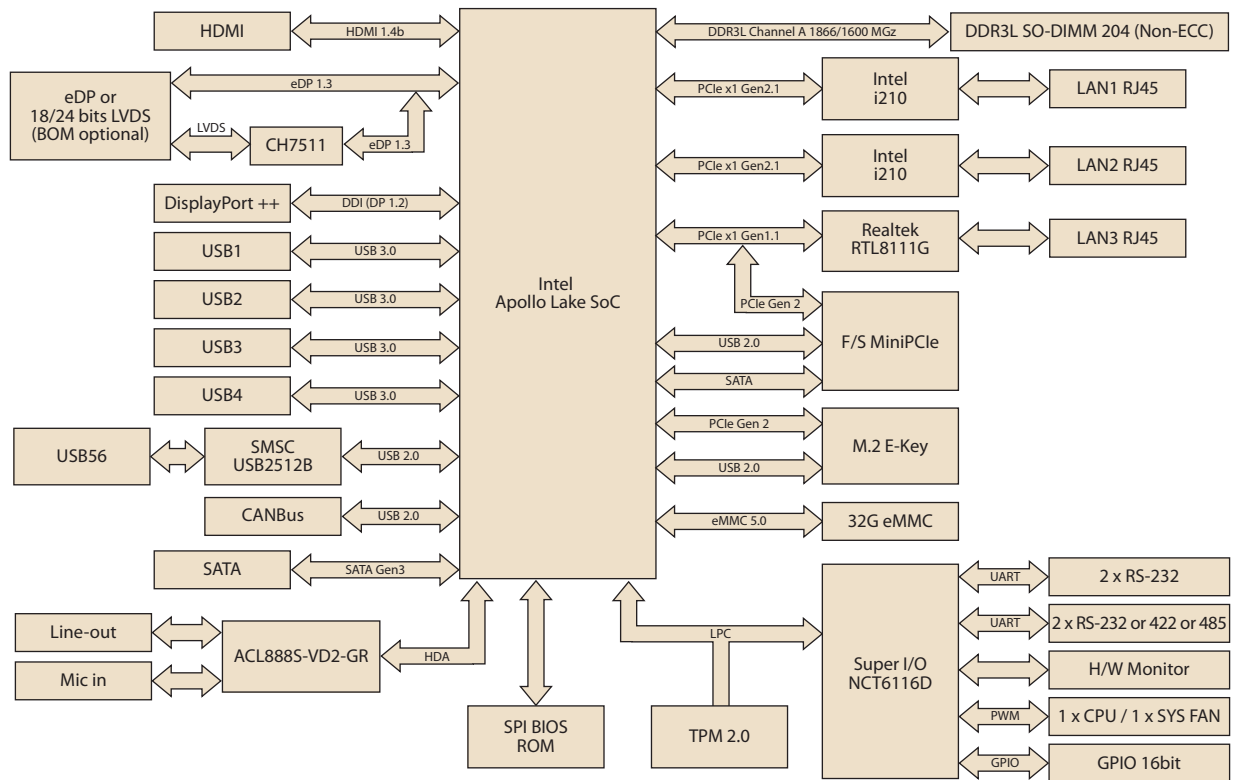 HDMI
HDMI 1.4b
DDR3L Channel A 1866/1600 MGz
DDR3L SO-DIMM 204 (Non-ECC)
eDP or
18/24 bits LVDS
(BOM optional)
eDP 1.3
LVDS
CH7511
eDP 1.3
PCIe x1 Gen2.1
Intel
i210
LAN1 RJ45
PCIe x1 Gen2.1
Intel
i210
LAN2 RJ45
DisplayPort ++
DDI (DP 1.2)
PCIe x1 Gen1.1
Realtek
RTL8111G
LAN3 RJ45
USB1
USB 3.0
Intel
Apollo Lake SoC
USB2
USB 3.0
PCIe Gen 2
F/S MiniPCIe
USB3
USB 3.0
USB 2.0
USB4
USB 3.0
SATA
USB56
SMSC
USB2512B
USB 2.0
PCIe Gen 2
M.2 E-Key
USB 2.0
CANBus
USB 2.0
eMMC 5.0
32G eMMC
SATA
SATA Gen3
Line-out
Mic in
ACL888S-VD2-GR
HDA
SPI BIOS
ROM
LPC
TPM 2.0
Super I/O
NCT6116D
UART
2 x RS-232
UART
2 x RS-232 or 422 or 485
H/W Monitor
PWM
1 x CPU / 1 x SYS FAN
GPIO
GPIO 16bit